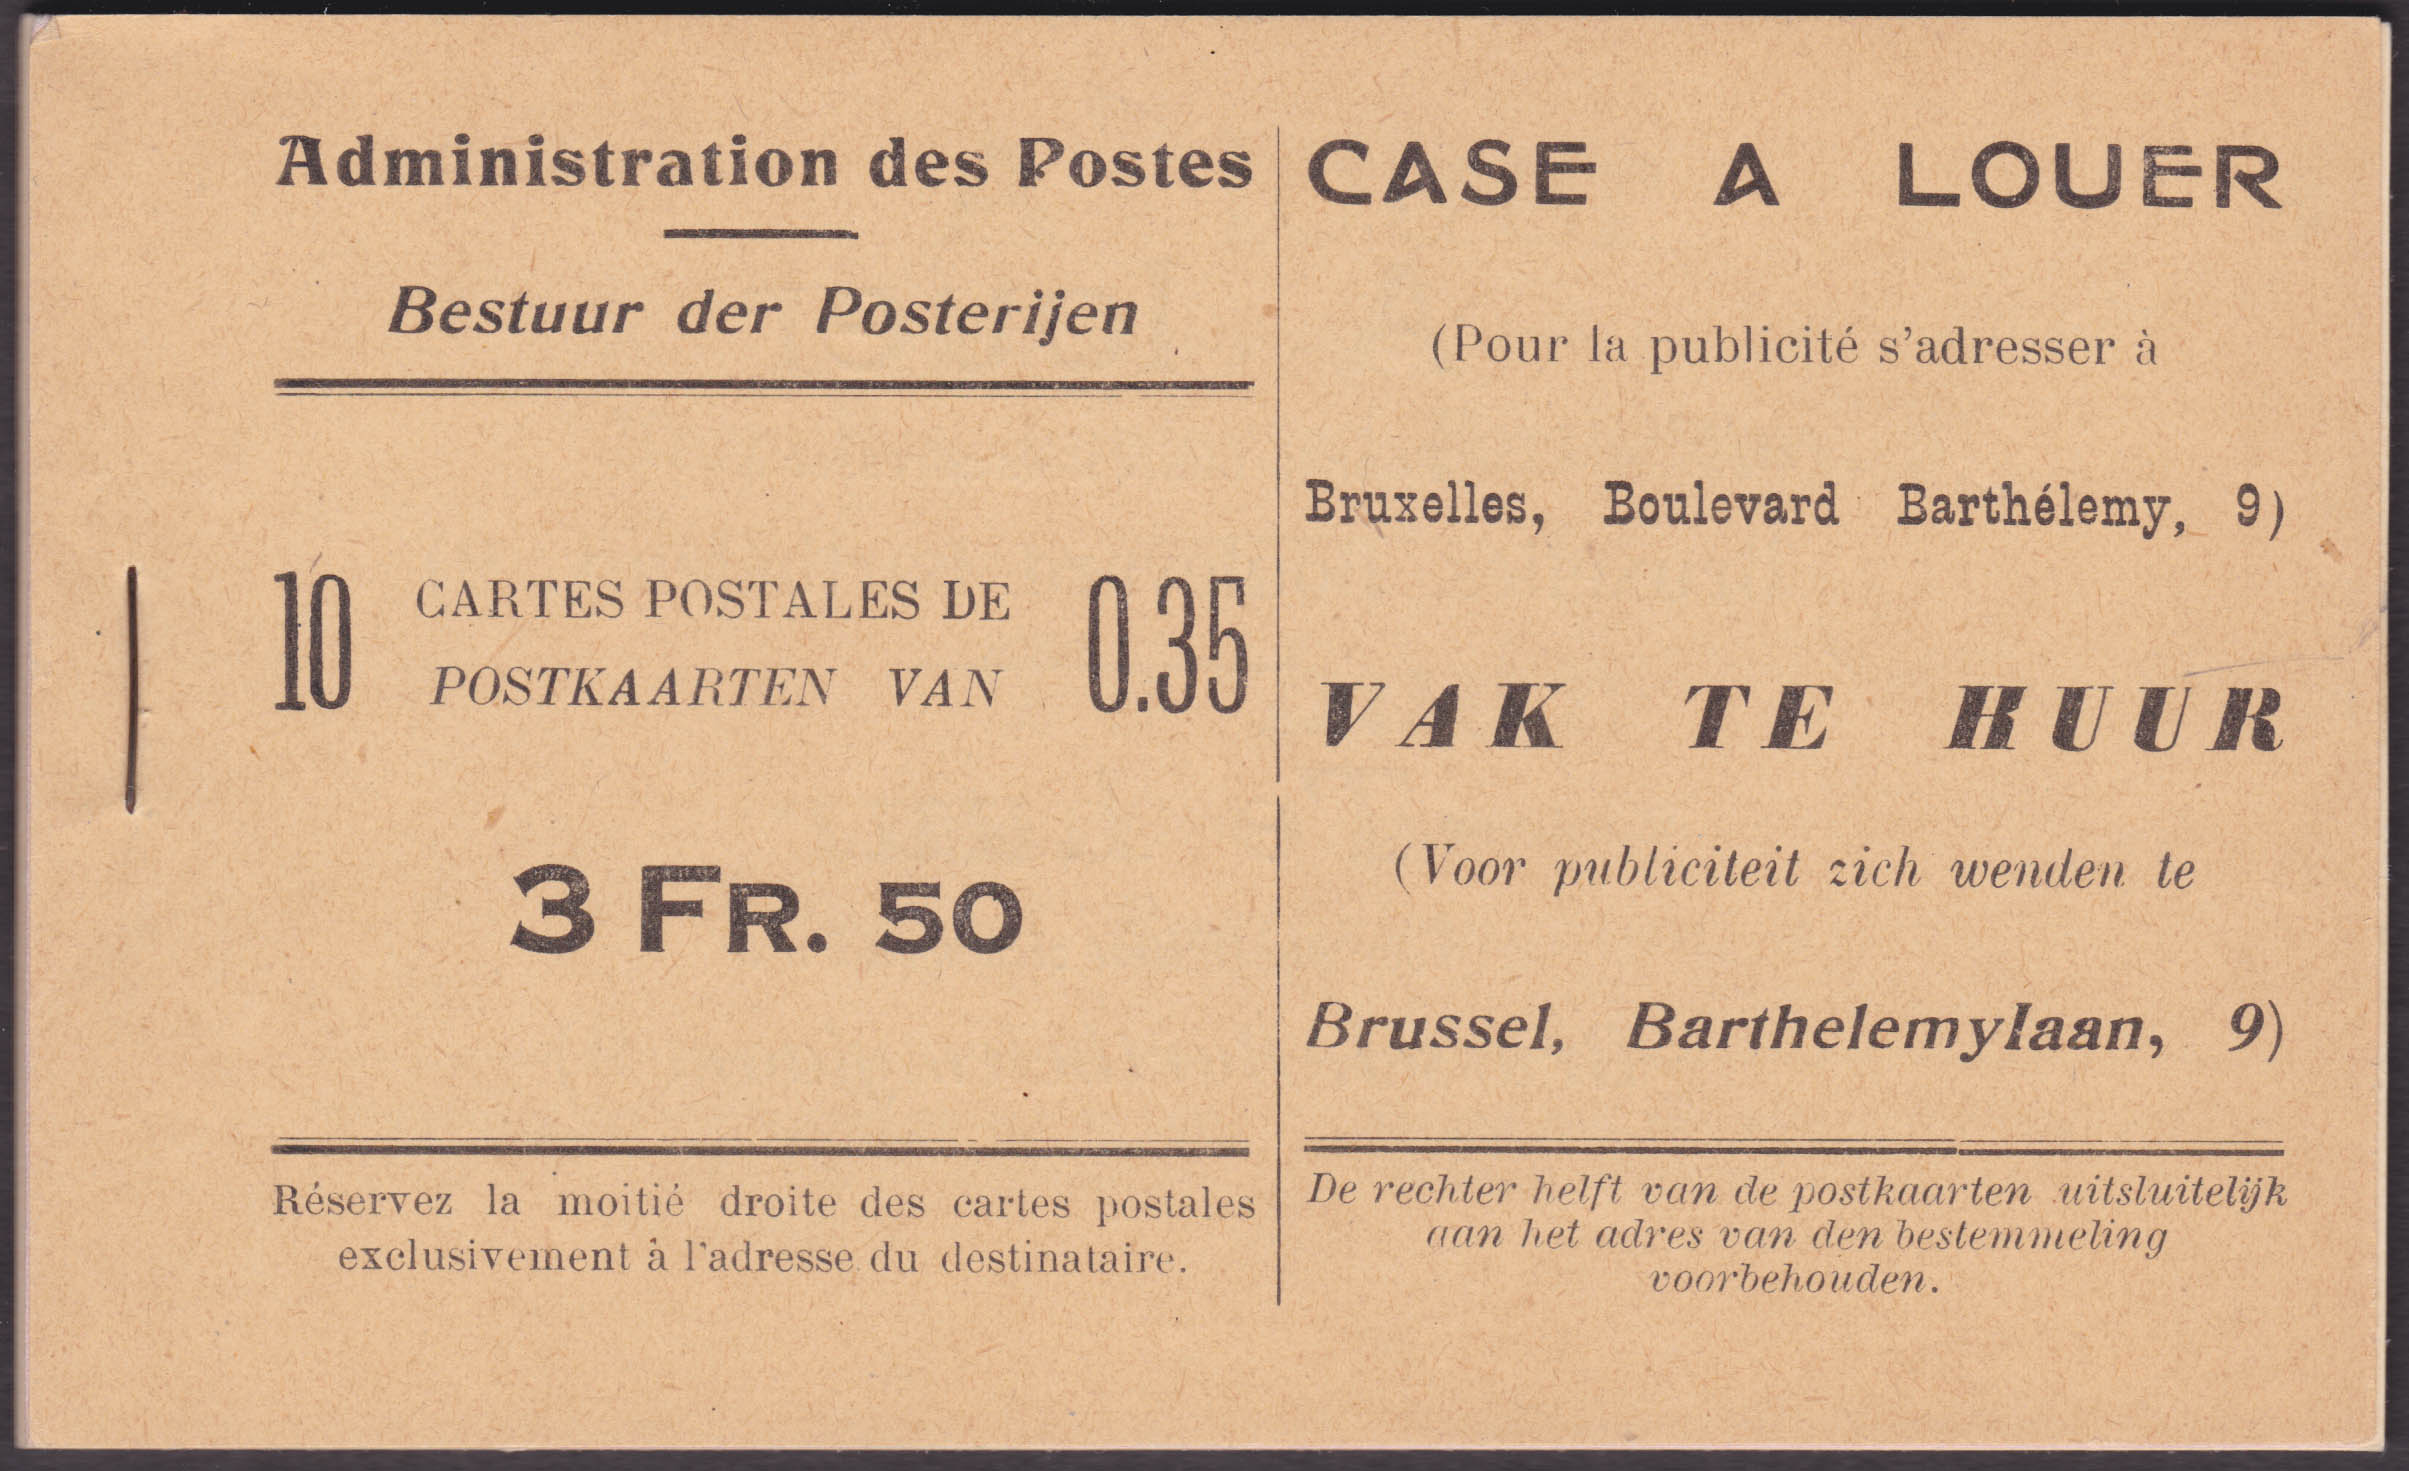 Administration des Postes
Bestuur der Posterijen
10 CARTES POSTALES DE 0.35
POSTKAARTEN VAN
3 FR. 50
Réservez la moitié droite des cartes postales
exclusivement à l'adresse du destinataire.
CASE A LOUER
(Pour la publicité s'adresser à
Bruxelles, Boulevard Barthélemy, 9)
VAK TE HUUR
(Voor publiciteit zich wenden te
Brussel, Barthelemylaan, 9)
De rechter helft van de postkaarten uitsluitelijk
aan het adres van den bestemmeling
voorbehouden.